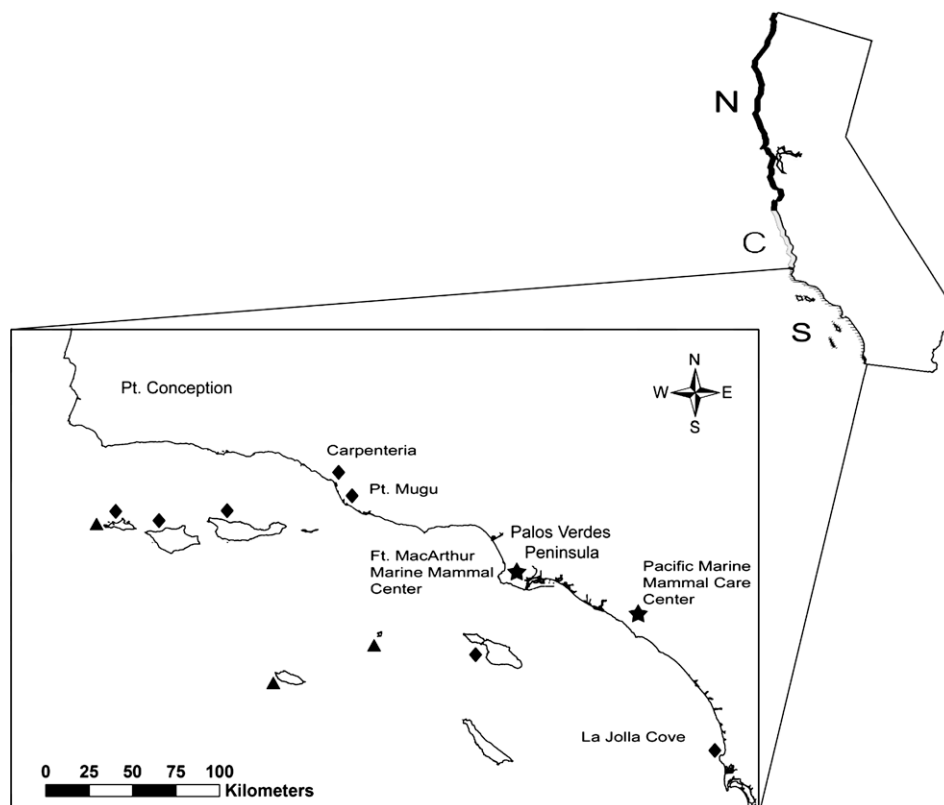 N
C
S
N
W E
S
Pt. Conception
Carpenteria
Pt. Mugu
Palos Verdes
Peninsula
Ft. MacArthur
Marine Mammal
Center
Pacific Marine
Mammal Care
Center
La Jolla Cove
0 25 50 75 100
Kilometers